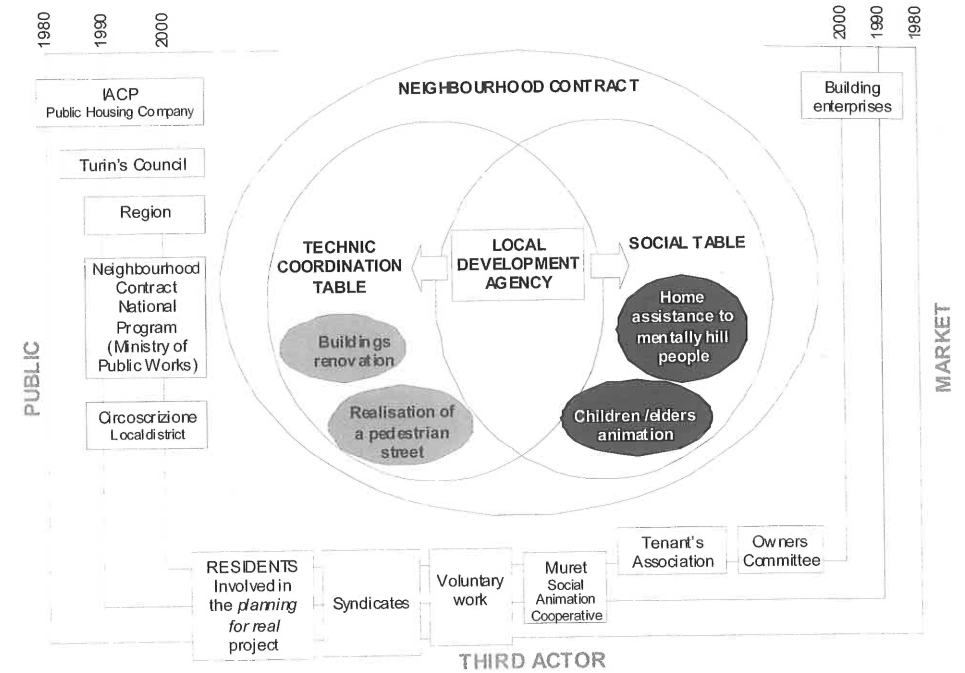 1980
1990
2000
2000
1990
1980
IACP
Public Housing Company
Turin's Council
Region
Neighbourhood
Contract
National
Program
(Ministry of
Public Works)
Circoscrizione
Local district
PUBLIC
NEIGHBOURHOOD CONTRACT
TECHNIC
COORDINATION
TABLE
LOCAL
DEVELOPMENT
AGENCY
SOCIAL TABLE
Buildings
renovation
Realisation of
a pedestrian
street
Home
assistance to
mentally hill
people
Children /elders
animation
Building
enterprises
MARKET
RESIDENTS
Involved in
the planning
for real
project
Syndicates
Voluntary
work
Muret
Social
Animation
Cooperative
Tenant's
Association
Owners
Committee
THIRD ACTOR